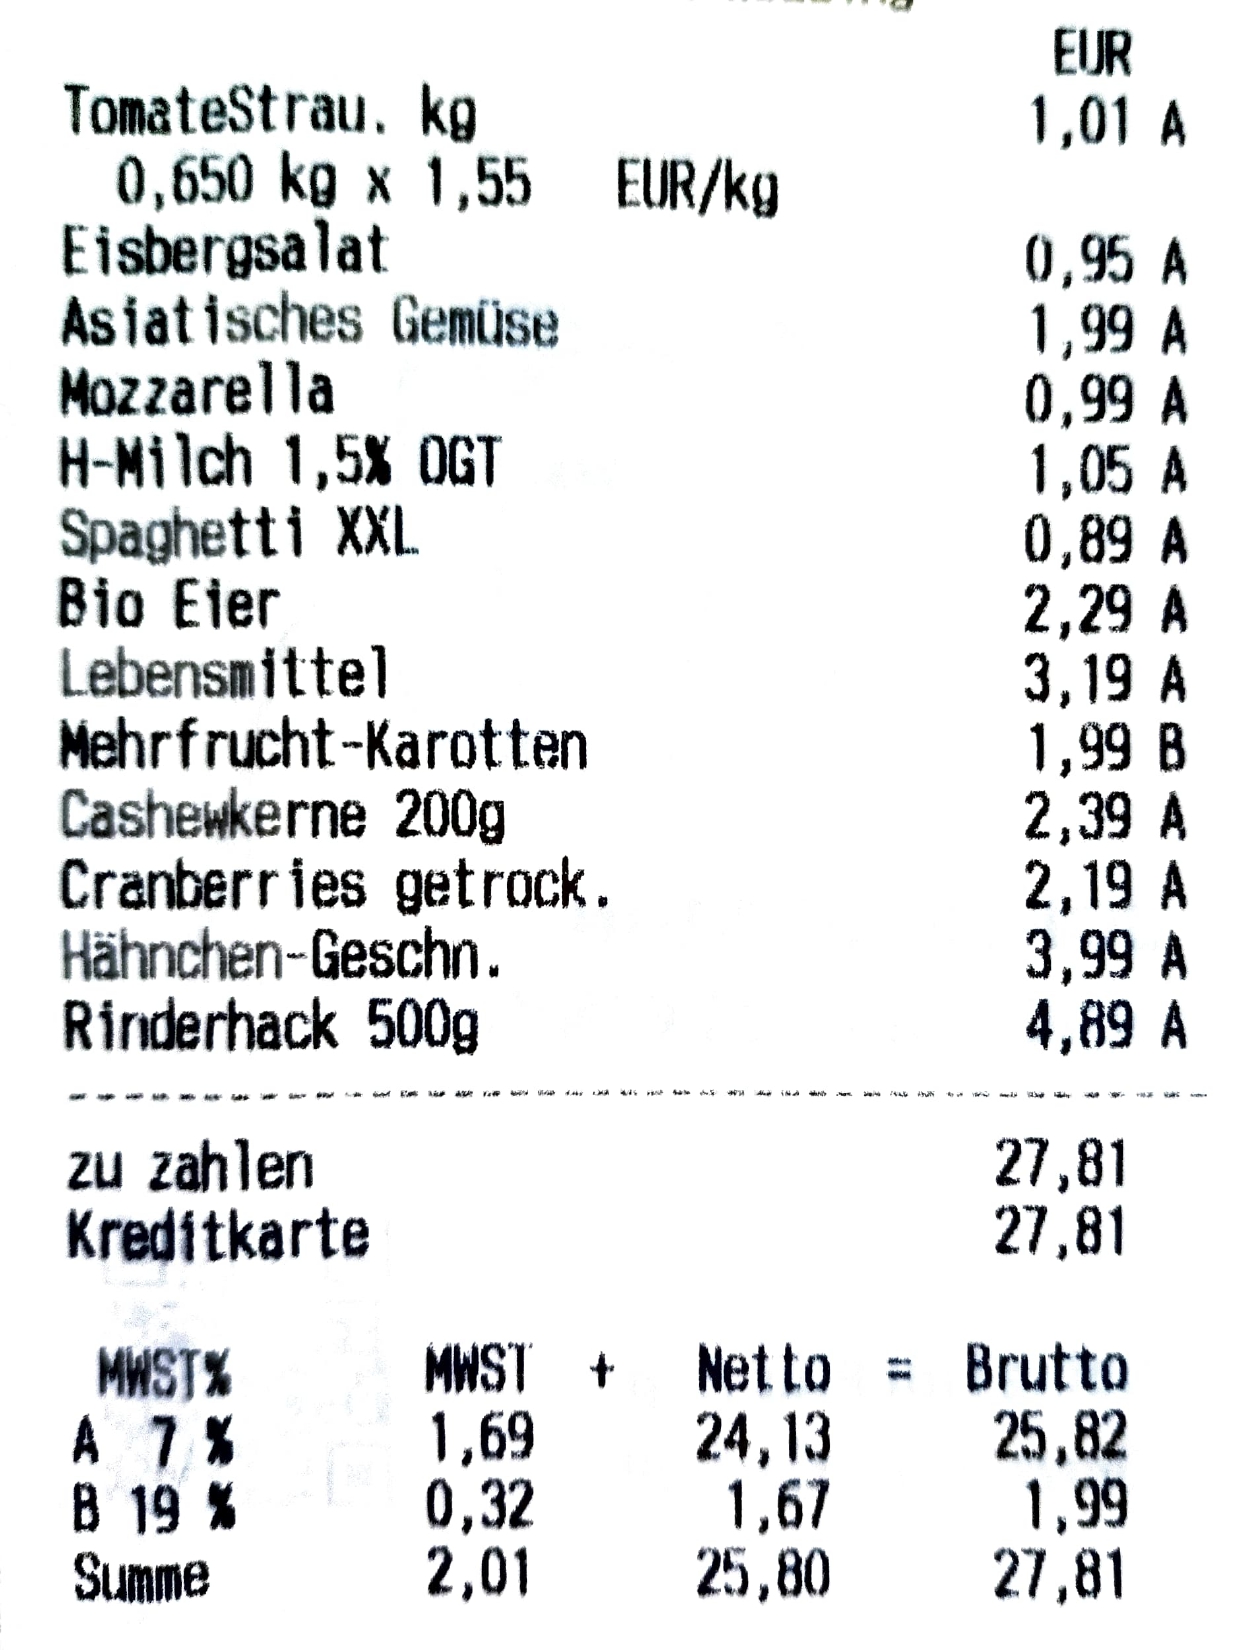 EUR
TomateStrau. kg 1,01 A
0,650 kg x 1,55 EUR/kg
Eisbergsalat 0,95 A
Asiatisches Gemüse 1,99 A
Mozzarella 0,99 A
H-Milch 1,5% OGT 1,05 A
Spaghetti XXL 0,89 A
Bio Eier 2,29 A
Lebensmittel 3,19 A
Mehrfrucht-Karotten 1,99 B
Cashewkerne 200g 2,39 A
Cranberries getrock. 2,19 A
Hähnchen-Geschn. 3,99 A
Rinderhack 500g 4,89 A
zu zahlen 27,81
Kreditkarte 27,81
MWST% MWST + Netto = Brutto
A 7 % 1,69 24,13 25,82
B 19 % 0,32 1,67 1,99
Summe 2,01 25,80 27,81